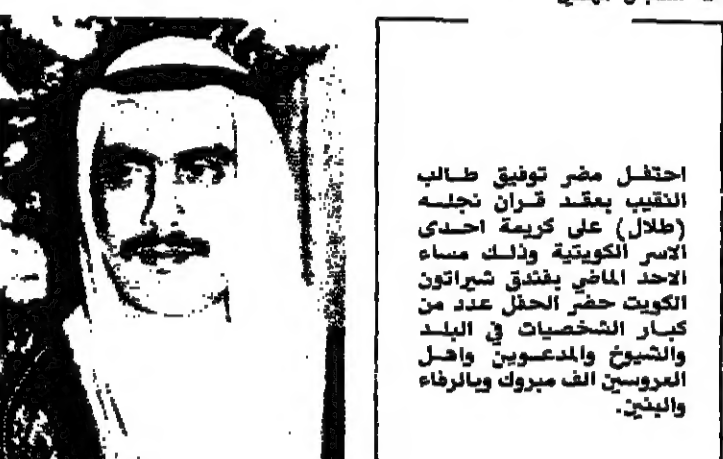 احتفل مضر توفيق طالب
النقيب بعقد قران نجله
(طلال) على كريمة احدى
الاسر الكويتية وذلك مساء
الاحد الماضي بفندق شيراتون
الكويت حضر الحفل عدد من
كبار الشخصيات في البلد
والشيوخ والمدعوين واهل
العروسين الف مبروك وبالرفاء
والبنين.